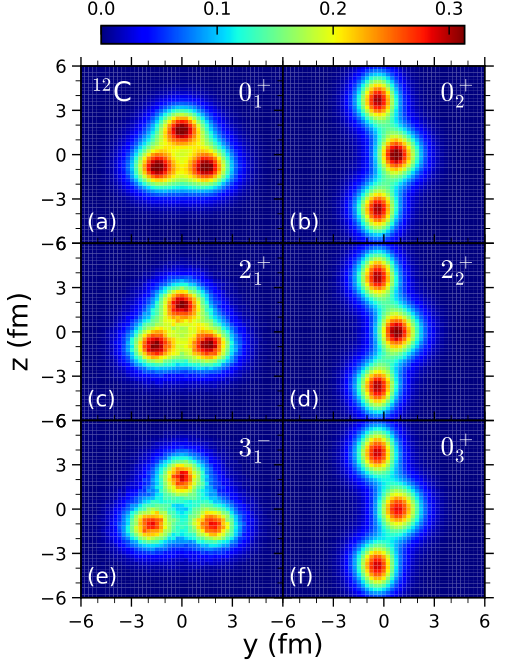 0.0 0.1 0.2 0.3
6 ¹²C 0₁⁺ 0₂⁺
3
0
−3
(a) (b)
−6
2₁⁺ 2₂⁺
3
0
−3
(c) (d)
−6
3₁⁻ 0₃⁺
3
0
−3
(e) (f)
−6
z (fm)
−6 −3 0 3 −6 −3 0 3 6
y (fm)